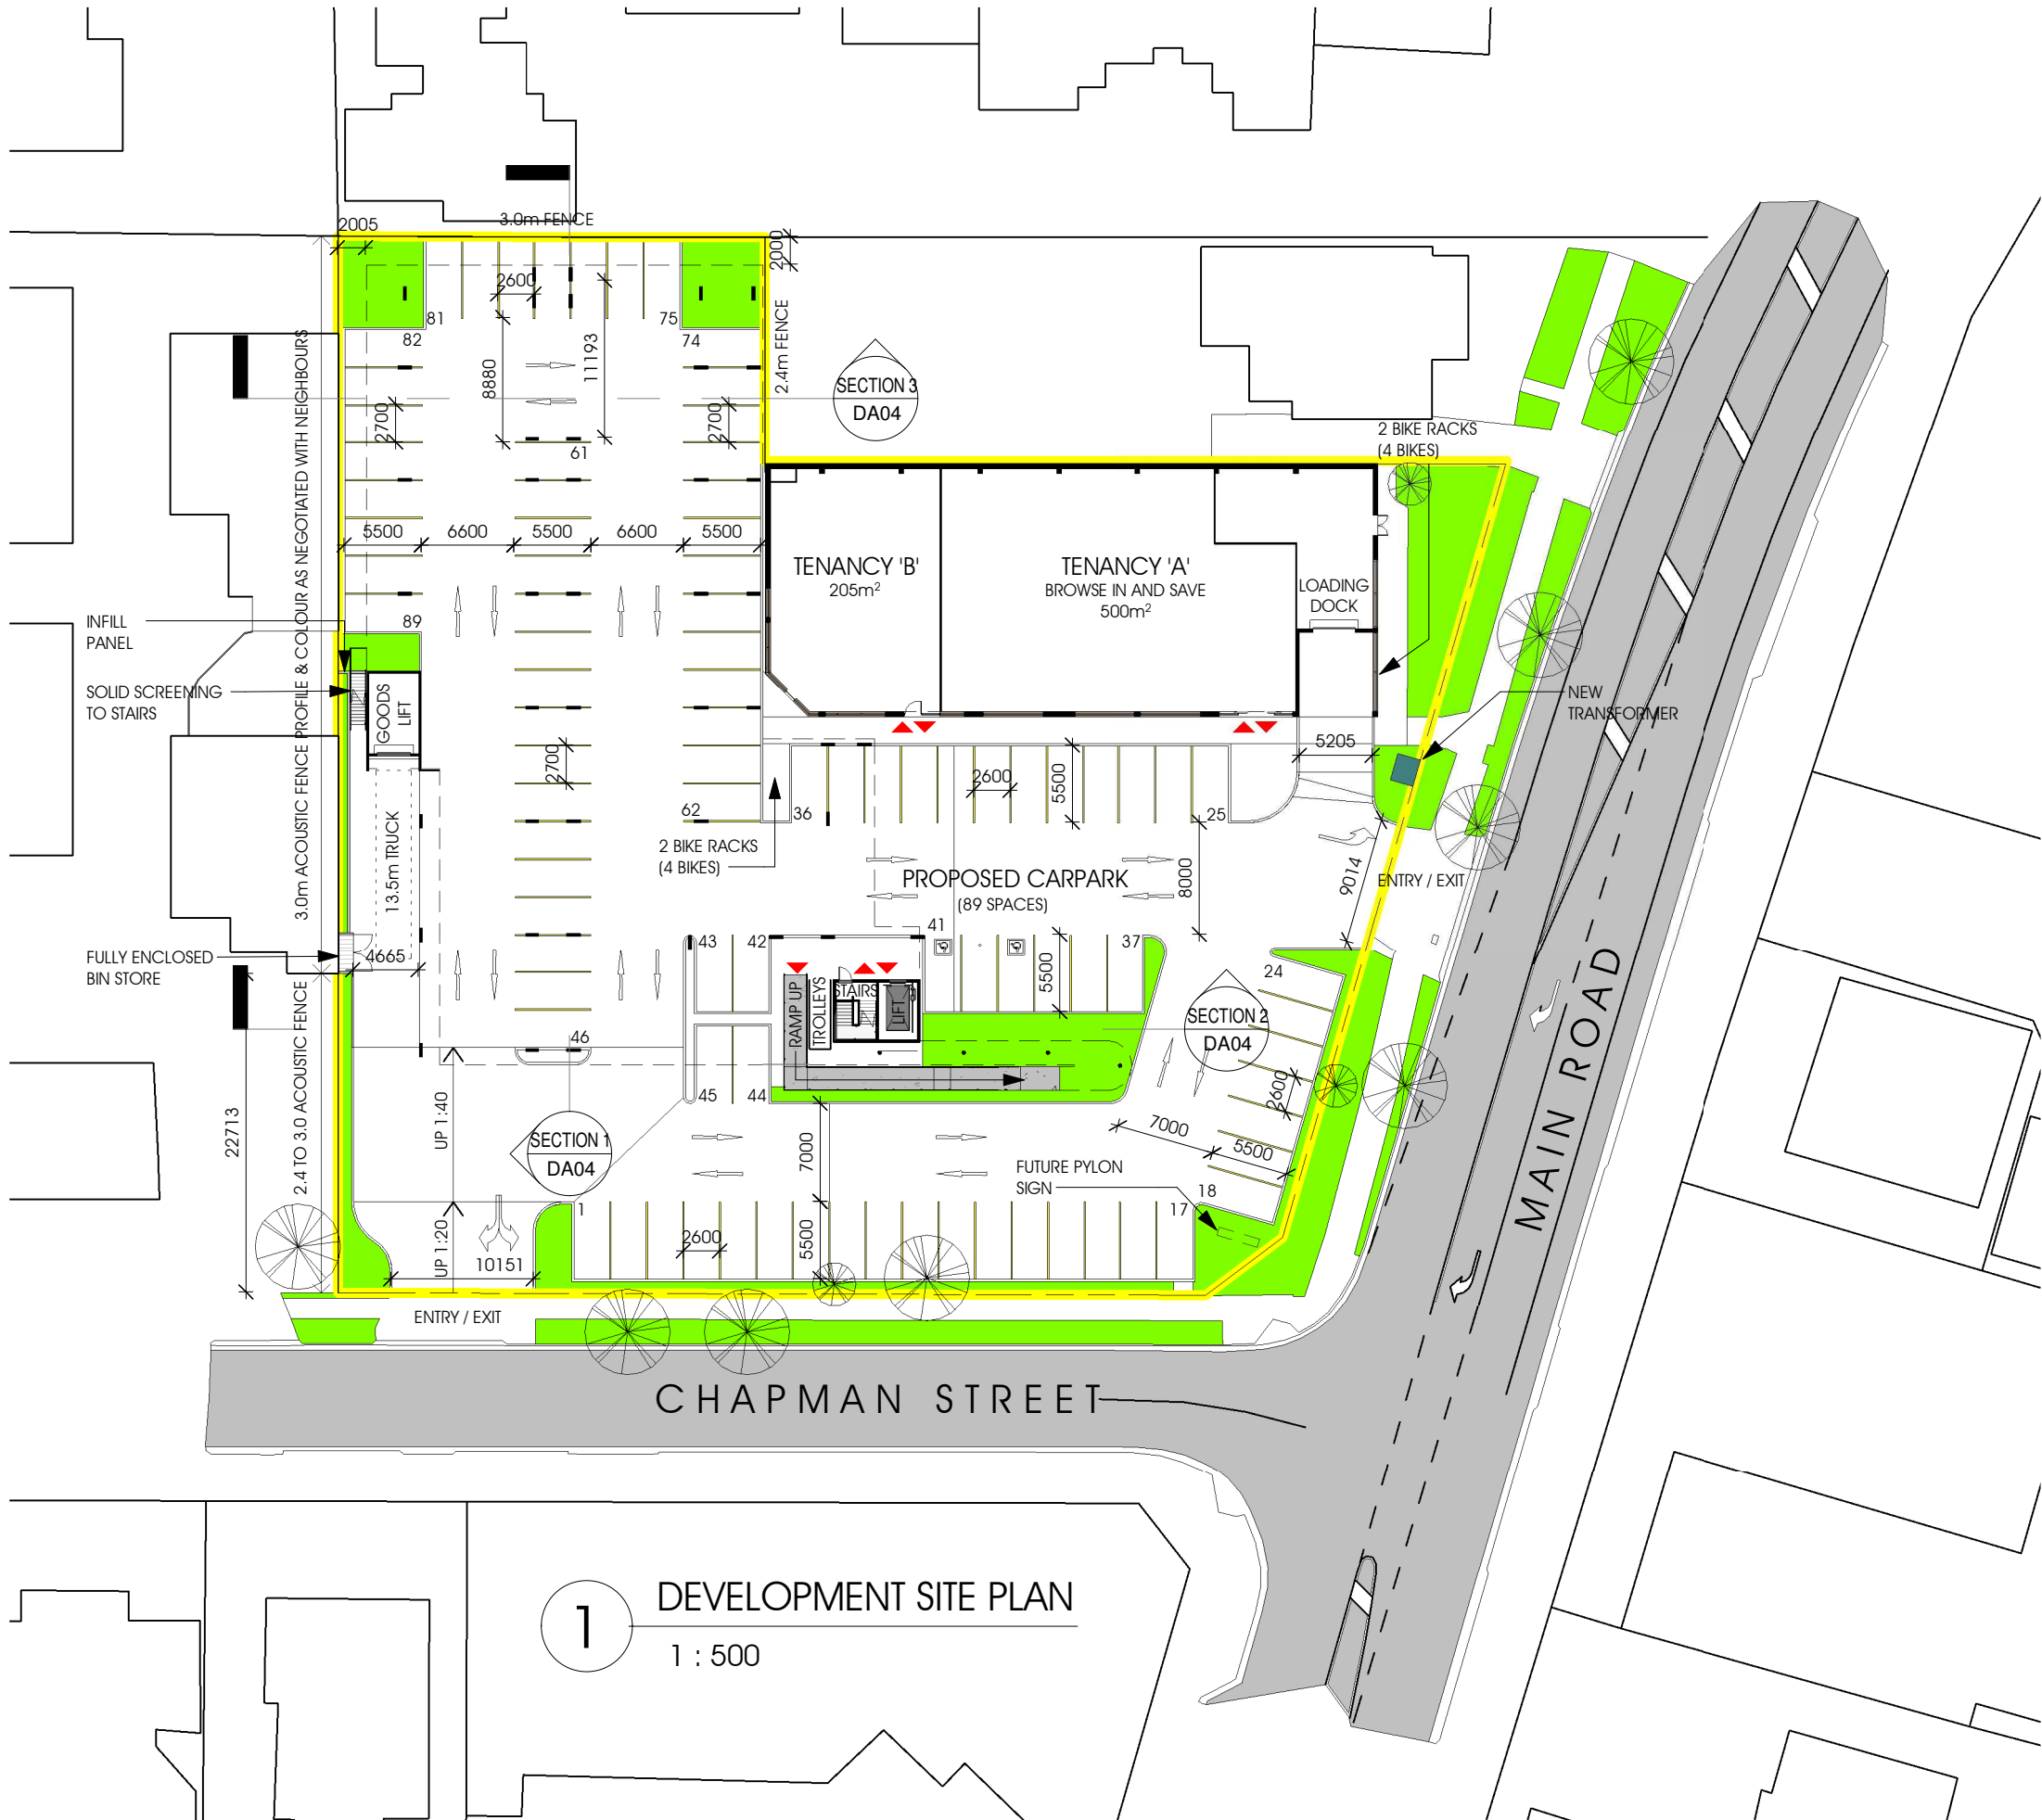 3.0m FENCE
2005
2000
2600
81
75
82
74
2.4m FENCE
8880
11193
SECTION 3
DA04
2700
2700
61
2 BIKE RACKS
(4 BIKES)
3.0m ACOUSTIC FENCE PROFILE & COLOUR AS NEGOTIATED WITH NEIGHBOURS
5500
6600
5500
6600
5500
TENANCY 'B'
205m²
TENANCY 'A'
BROWSE IN AND SAVE
500m²
LOADING
DOCK
INFILL
PANEL
89
SOLID SCREENING
TO STAIRS
GOODS
LIFT
NEW
TRANSFORMER
5205
2700
2600
5500
62
36
25
13.5m TRUCK
2 BIKE RACKS
(4 BIKES)
PROPOSED CARPARK
(89 SPACES)
8000
9014
ENTRY / EXIT
FULLY ENCLOSED
BIN STORE
4665
43
42
41
37
24
RAMP UP
TROLLEYS
STAIRS
LIFT
5500
SECTION 2
DA04
MAIN ROAD
2.4 TO 3.0 ACOUSTIC FENCE
22713
46
45
44
UP 1:40
SECTION 1
DA04
7000
2600
7000
5500
FUTURE PYLON
SIGN
18
17
1
UP 1:20
10151
2600
5500
ENTRY / EXIT
CHAPMAN STREET
1
DEVELOPMENT SITE PLAN
1 : 500